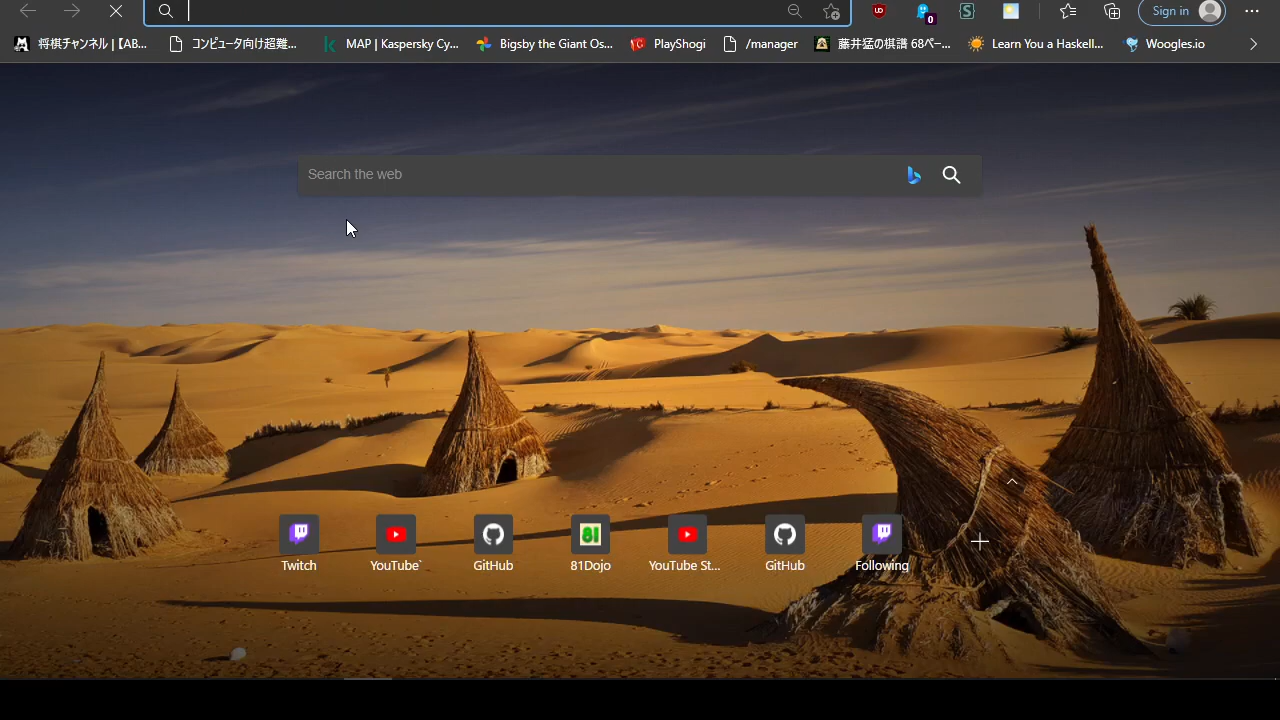 Sign in
将棋チャンネル |【AB...
コンピュータ向け超難...
MAP | Kaspersky Cy...
Bigsby the Giant Os...
PlayShogi
/manager
藤井猛の棋譜 68ペー...
Learn You a Haskell...
Woogles.io
Search the web
Twitch
YouTube`
GitHub
81Dojo
YouTube St...
GitHub
Following